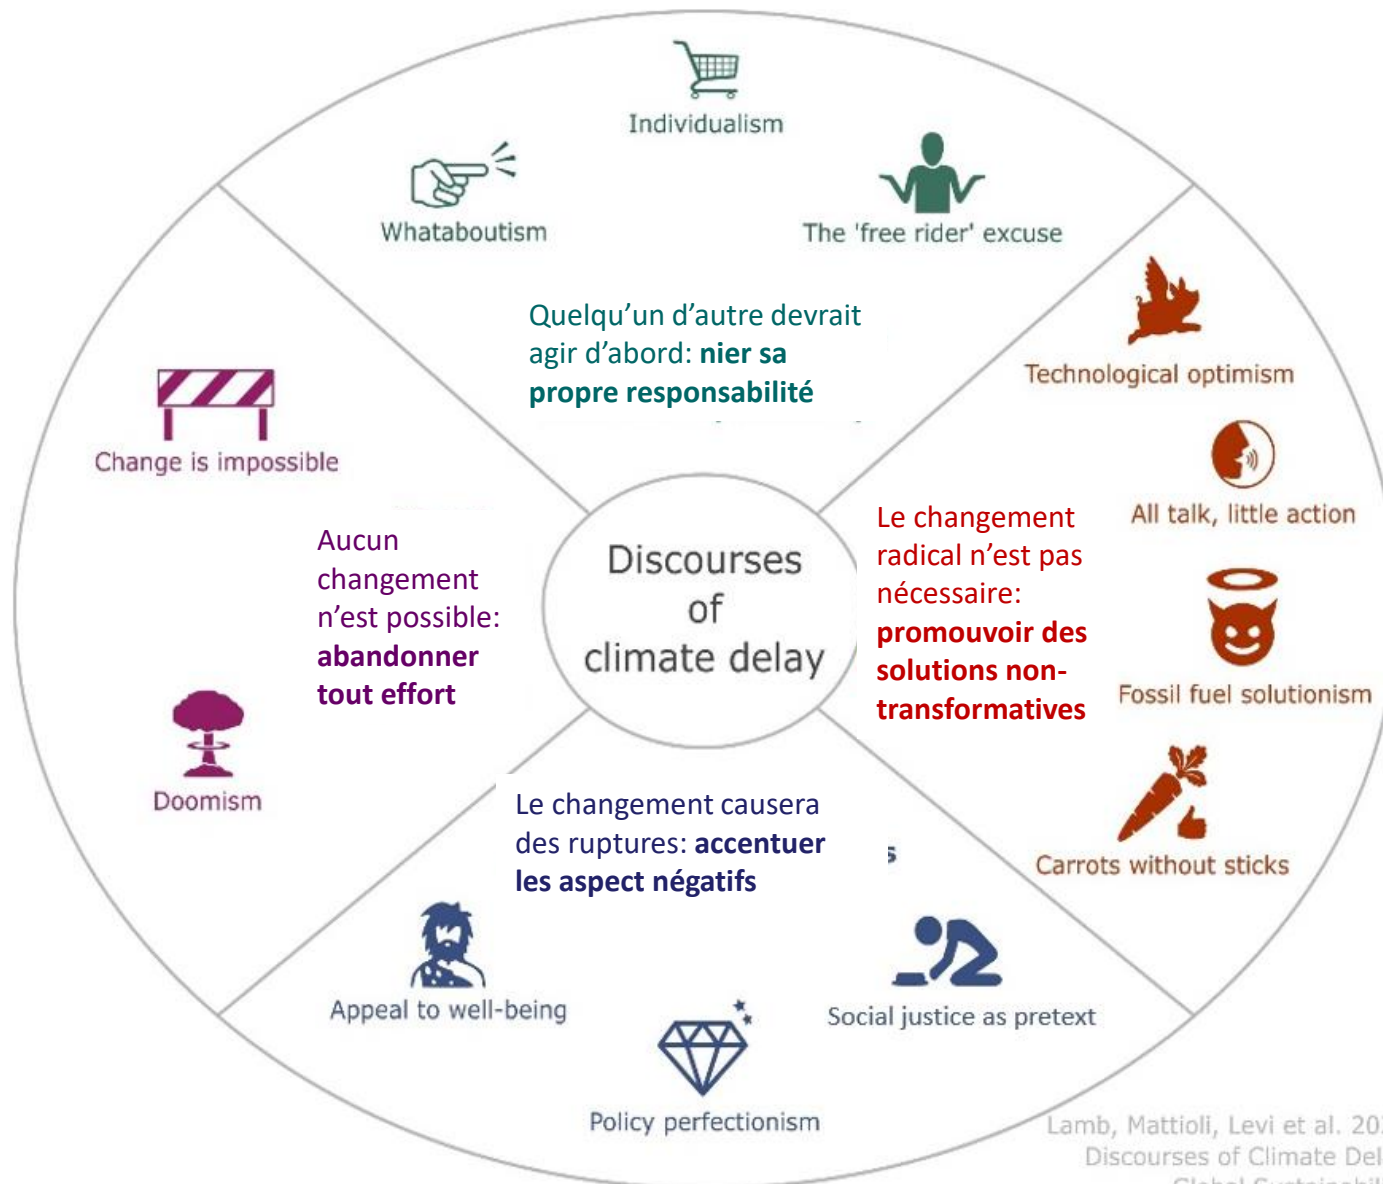 Individualism
Whataboutism
The 'free rider' excuse
Quelqu'un d'autre devrait
agir d'abord: nier sa
propre responsabilité
Technological optimism
All talk, little action
Fossil fuel solutionism
Carrots without sticks
Le changement
radical n'est pas
nécessaire:
promouvoir des
solutions non-
transformatives
Change is impossible
Doomism
Aucun
changement
n'est possible:
abandonner
tout effort
Discourses
of
climate delay
Le changement causera
des ruptures: accentuer
les aspect négatifs
s
Appeal to well-being
Policy perfectionism
Social justice as pretext
Lamb, Mattioli, Levi et al. 20
Discourses of Climate Del